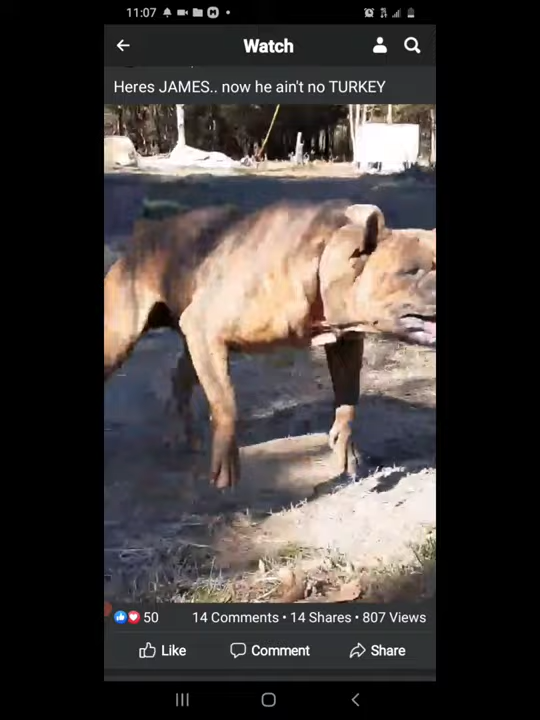 11:07
Watch
Heres JAMES.. now he ain't no TURKEY
50 14 Comments • 14 Shares • 807 Views
Like Comment Share